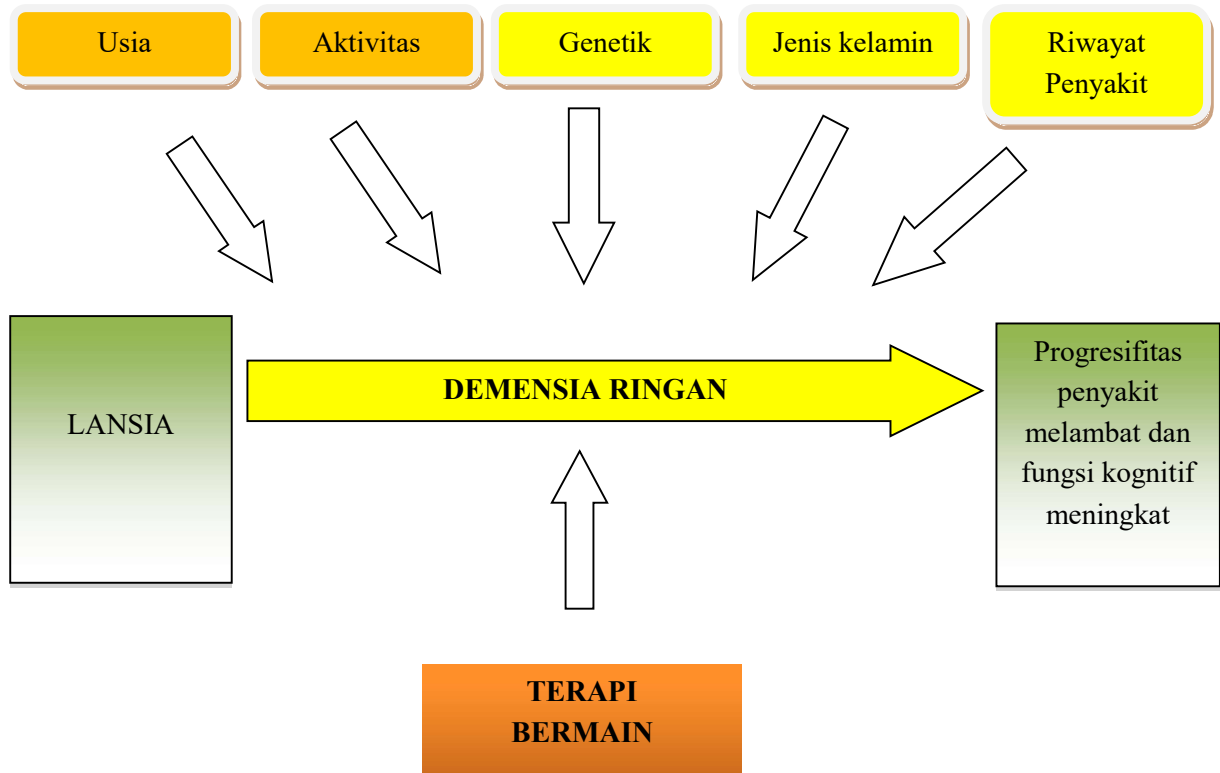 Usia
Aktivitas
Genetik
Jenis kelamin
Riwayat
Penyakit
LANSIA
DEMENSIA RINGAN
Progresifitas
penyakit
melambat dan
fungsi kognitif
meningkat
TERAPI
BERMAIN